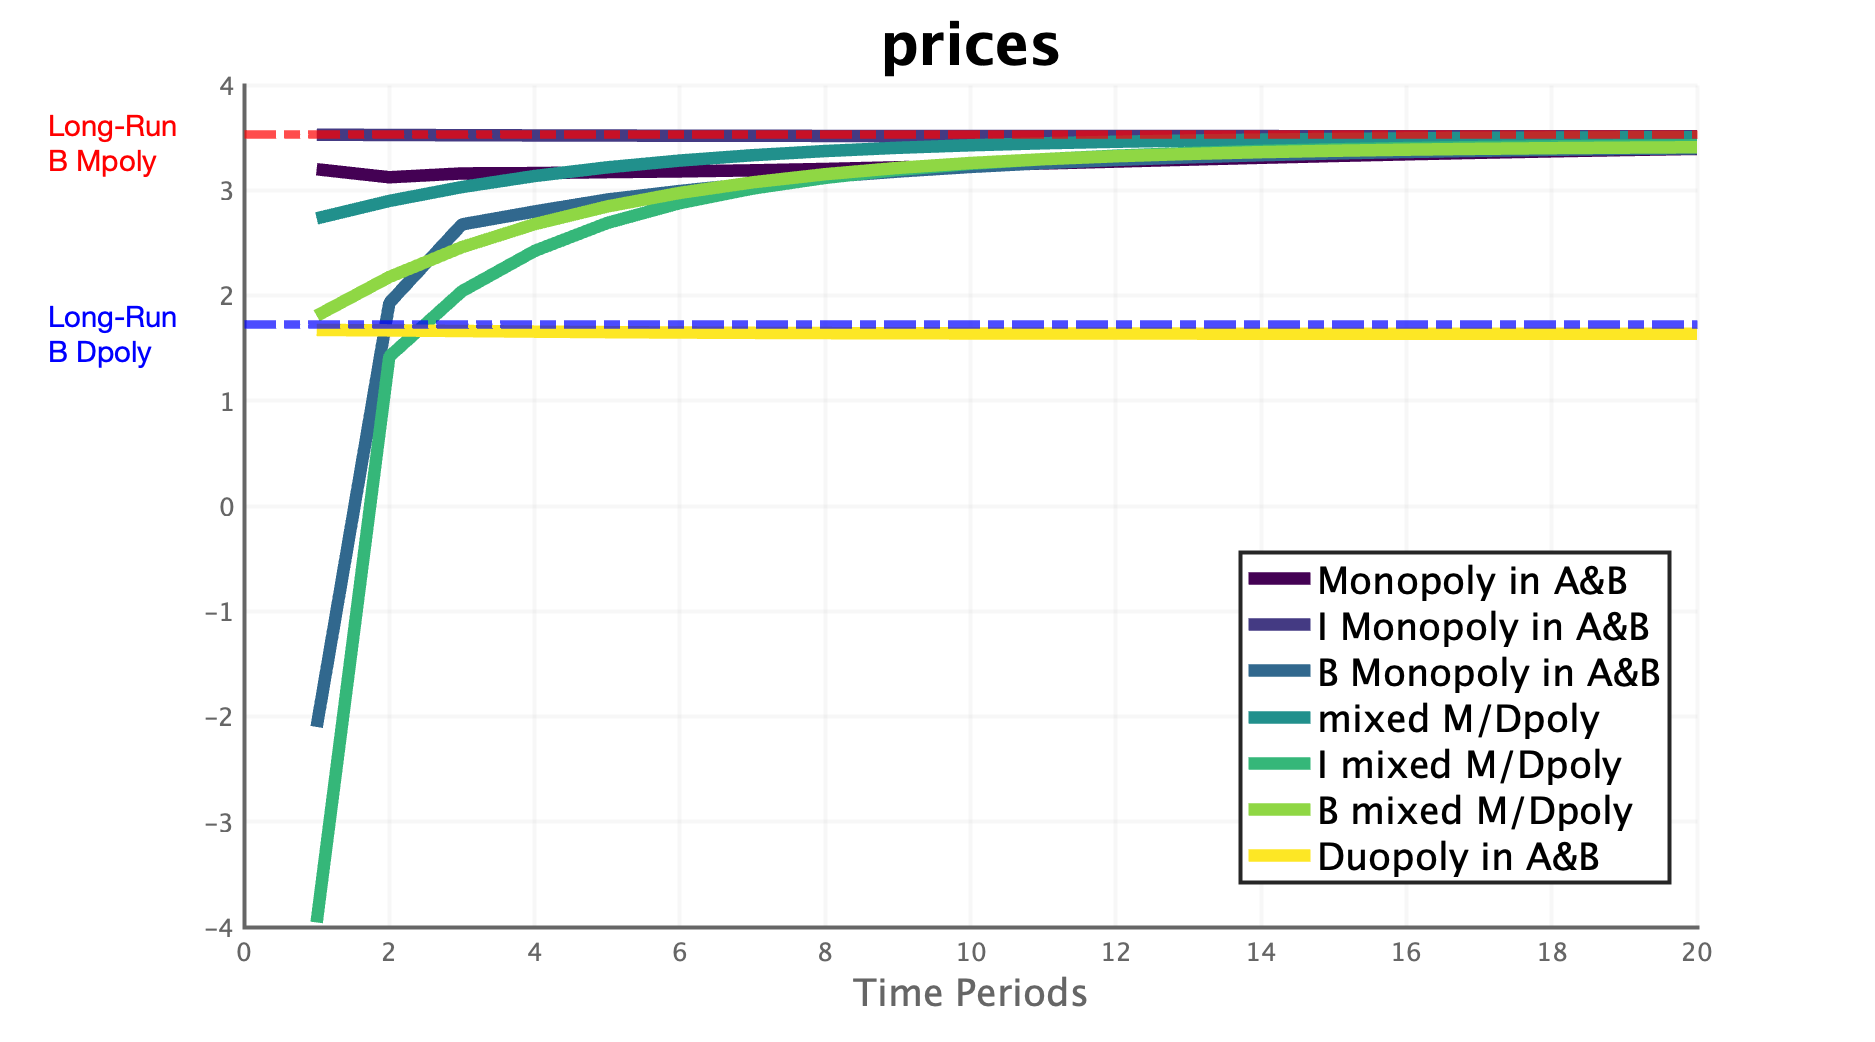 prices
Long-Run
B Mpoly
Long-Run
B Dpoly
4
3
2
1
0
−1
−2
−3
−4
0 2 4 6 8 10 12 14 16 18 20
Time Periods
Monopoly in A&B
I Monopoly in A&B
B Monopoly in A&B
mixed M/Dpoly
I mixed M/Dpoly
B mixed M/Dpoly
Duopoly in A&B